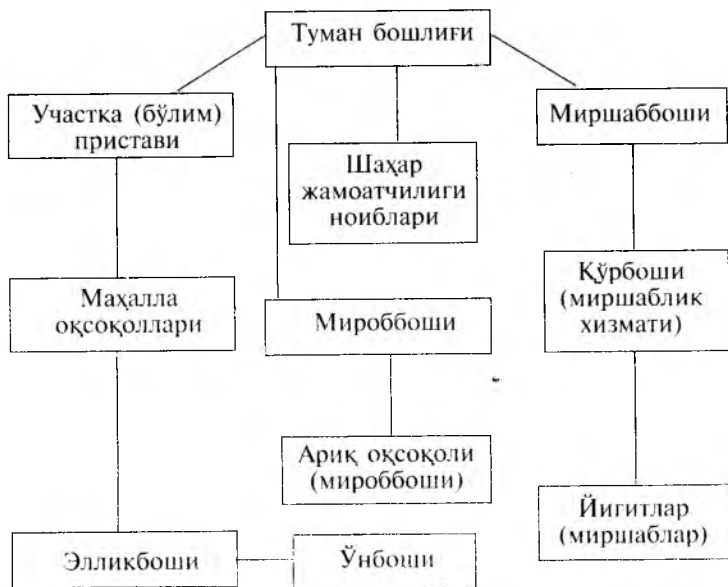 Туман бошлиғи
Участка (бўлим)
пристави
Миршаббоши
Шаҳар
жамоатчилиги
ноиблари
Маҳалла
оқсоқоллари
Мироббоши
Қўрбоши
(миршаблик
хизмати)
Ариқ оқсоқоли
(мироббоши)
Йигитлар
(миршаблар)
Элликбоши
Ўнбоши